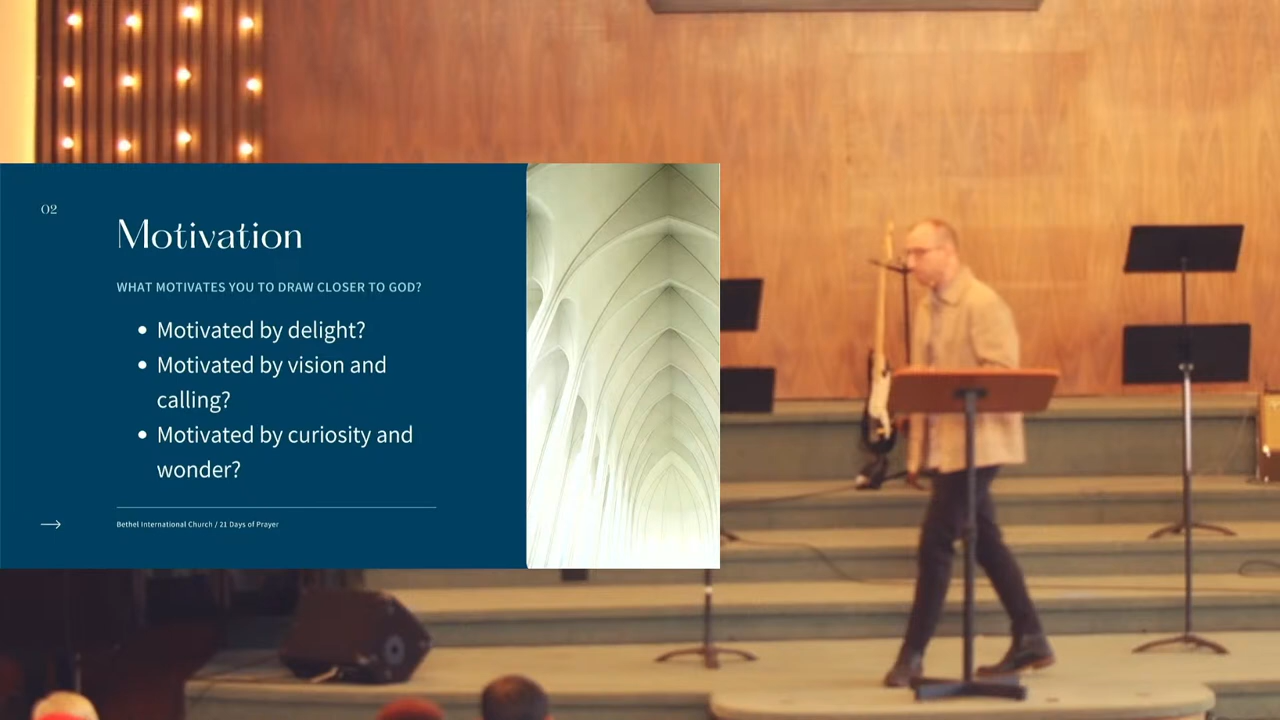 02
Motivation
WHAT MOTIVATES YOU TO DRAW CLOSER TO GOD?
• Motivated by delight?
• Motivated by vision and
calling?
• Motivated by curiosity and
wonder?
Bethel International Church / 21 Days of Prayer